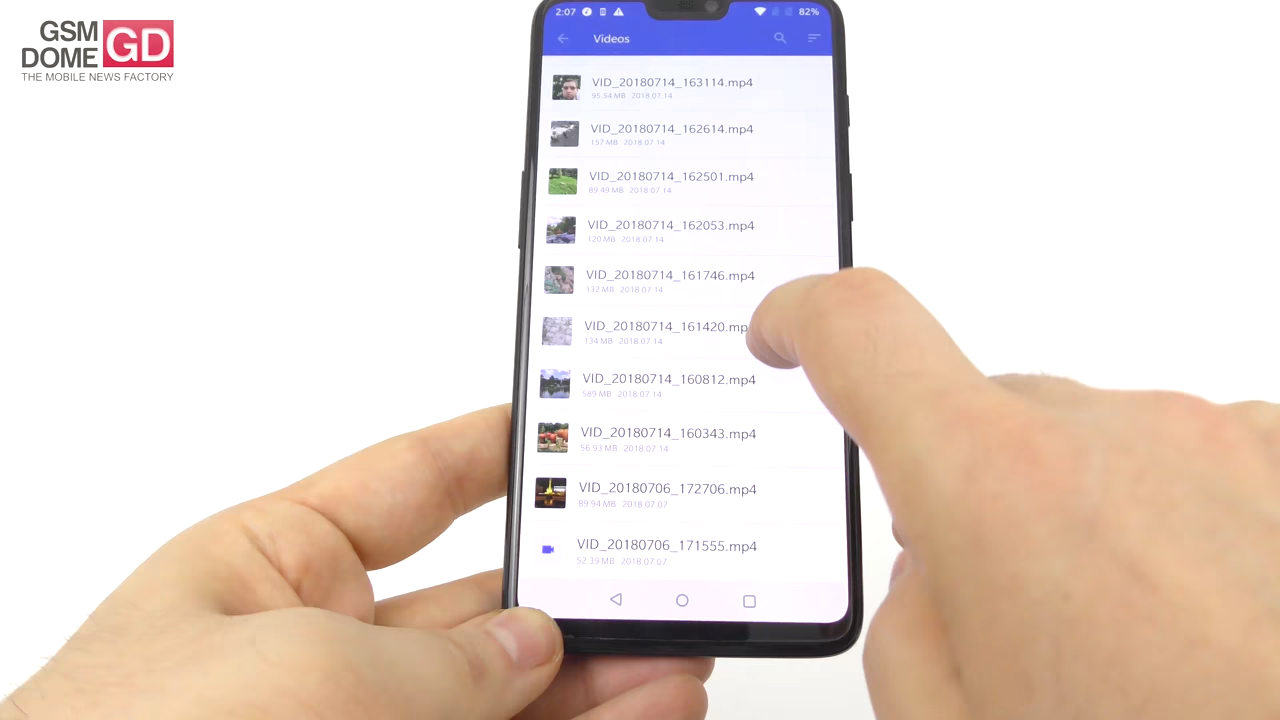 GSM
DOME GD
THE MOBILE NEWS FACTORY
2:07 82%
Videos
VID_20180714_163114.mp4
95.34 MB 2018.07.14
VID_20180714_162614.mp4
157 MB 2018.07.14
VID_20180714_162501.mp4
89.49 MB 2018.07.14
VID_20180714_162053.mp4
120 MB 2018.07.14
VID_20180714_161746.mp4
132 MB 2018.07.14
VID_20180714_161420.mp
134 MB 2018.07.14
VID_20180714_160812.mp4
589 MB 2018.07.14
VID_20180714_160343.mp4
56.93 MB 2018.07.14
VID_20180706_172706.mp4
89.94 MB 2018.07.07
VID_20180706_171555.mp4
52.39 MB 2018.07.07